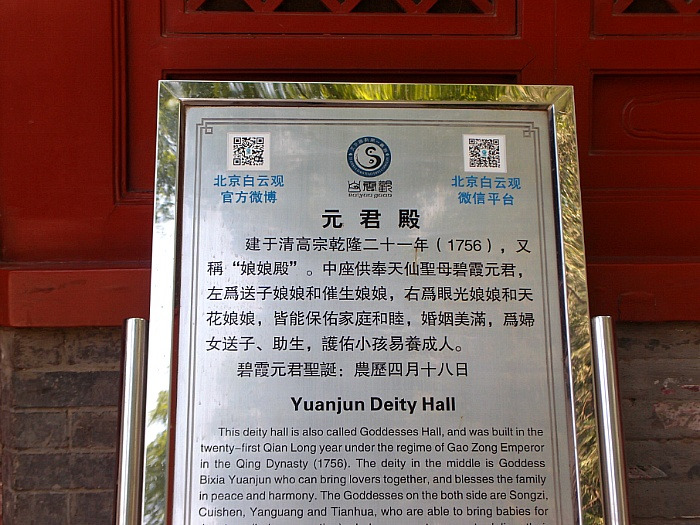 北京白云观
官方微博
北京白云观
微信平台
元君殿
建于清高宗乾隆二十一年（1756），又
稱“娘娘殿”。中座供奉天仙聖母碧霞元君，
左爲送子娘娘和催生娘娘，右爲眼光娘娘和天
花娘娘，皆能保佑家庭和睦，婚姻美滿，爲婦
女送子、助生，護佑小孩易養成人。
碧霞元君聖誕：農歷四月十八日
Yuanjun Deity Hall
This deity hall is also called Goddesses Hall, and was built in the
twenty-first Qian Long year under the regime of Gao Zong Emperor
in the Qing Dynasty (1756). The deity in the middle is Goddess
Bixia Yuanjun who can bring lovers together, and blesses the family
in peace and harmony. The Goddesses on the both side are Songzi,
Cuishen, Yanguang and Tianhua, who are able to bring babies for